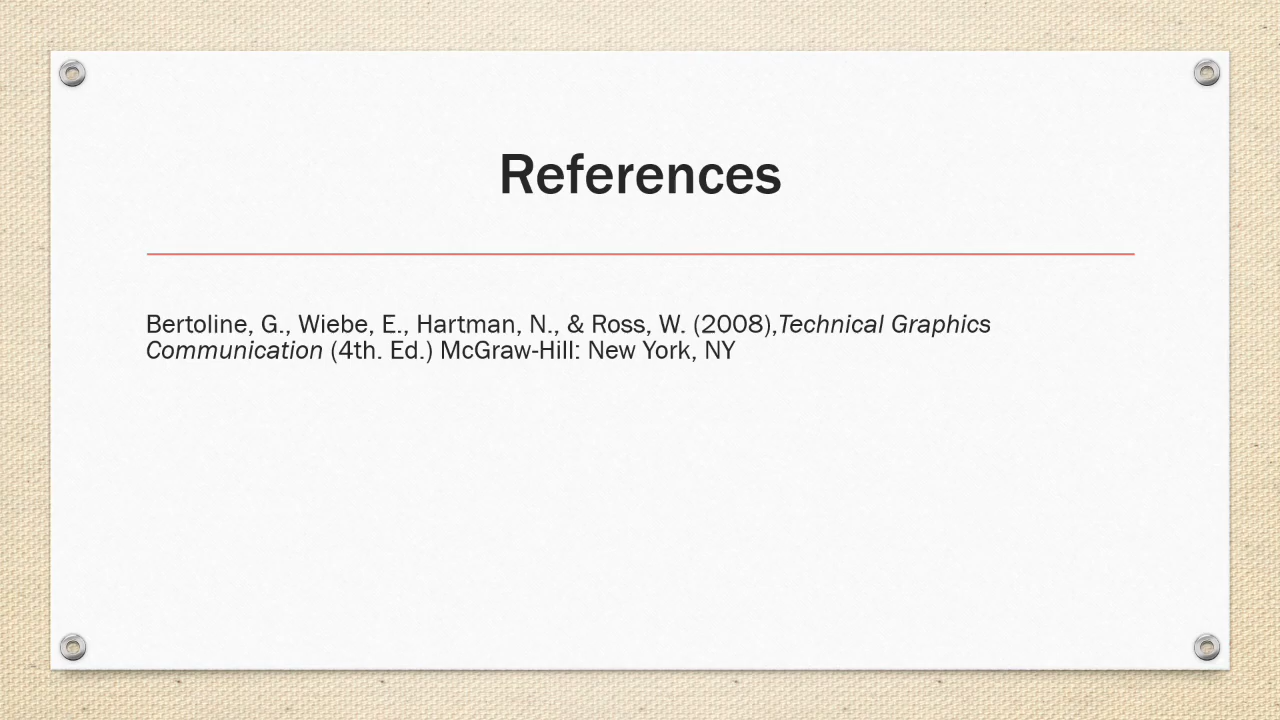 References
Bertoline, G., Wiebe, E., Hartman, N., & Ross, W. (2008),Technical Graphics
Communication (4th. Ed.) McGraw-Hill: New York, NY